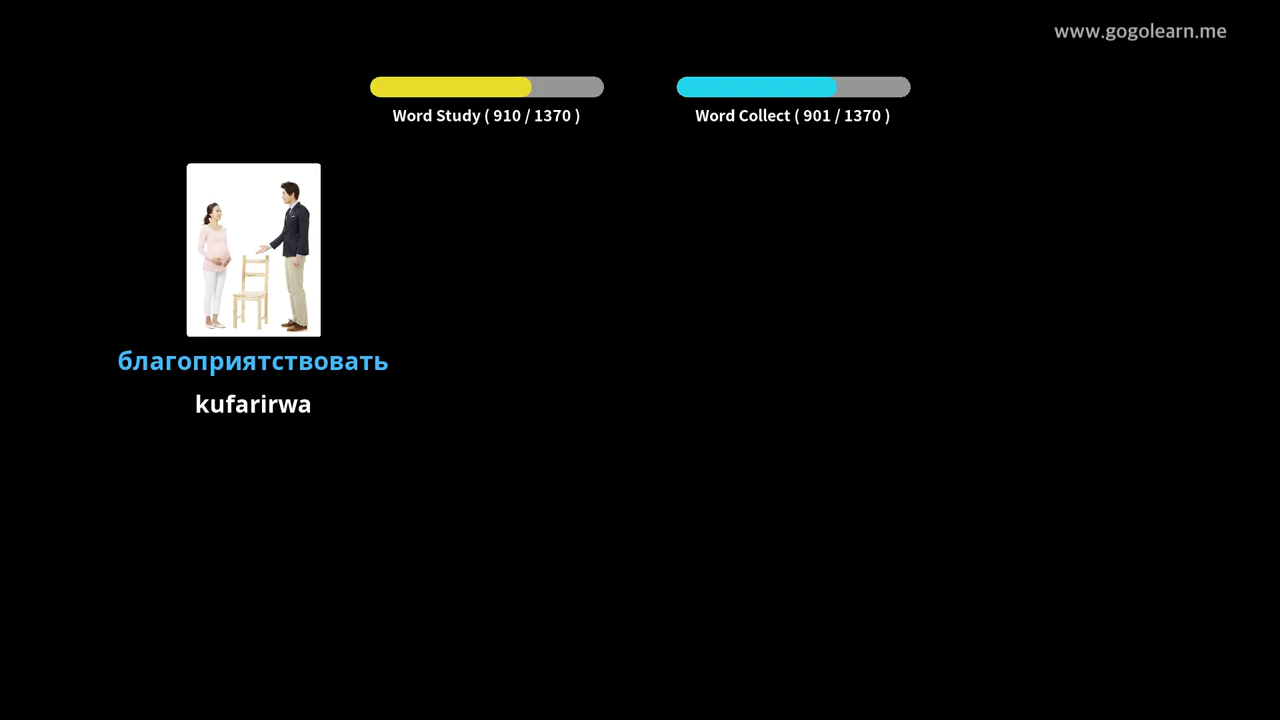 www.gogolearn.me
Word Study ( 910 / 1370 )
Word Collect ( 901 / 1370 )
благоприятствовать
kufarirwa